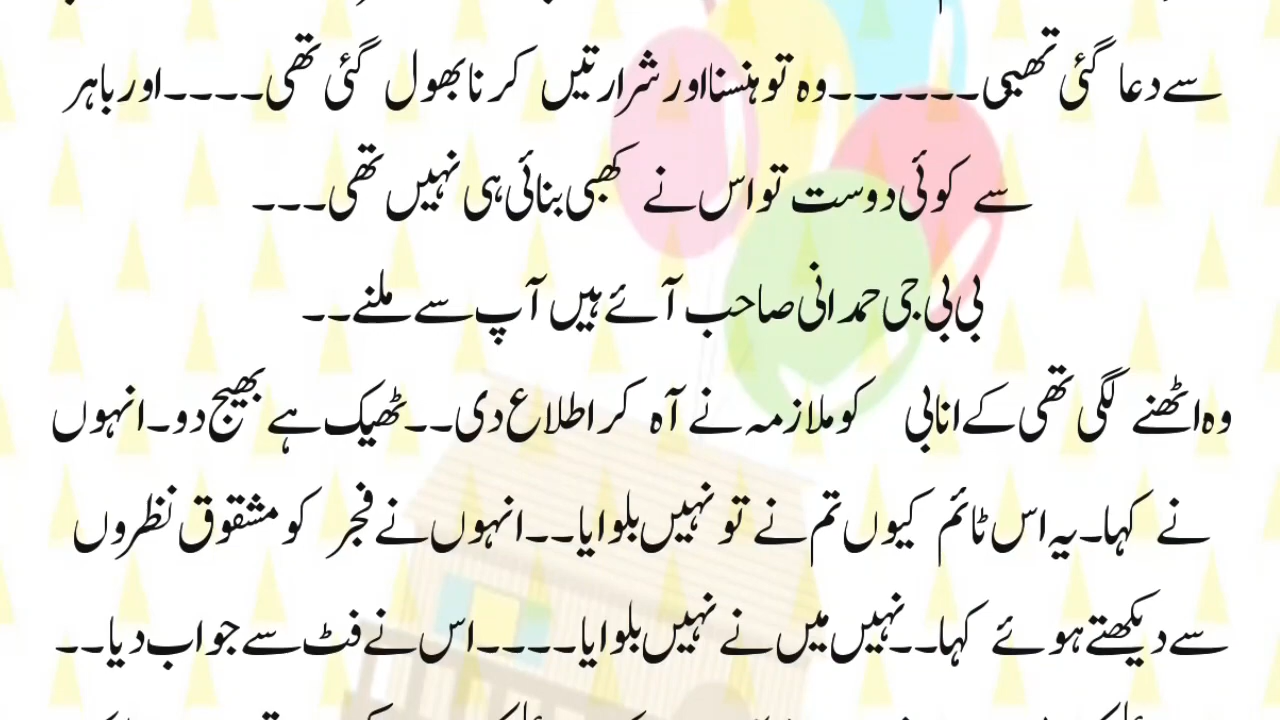 سے دعا گئی تھیی۔۔۔۔۔۔وہ تو ہنسنا اور شرارتیں کرنا بھول گئی تھی۔۔۔۔اور باہر
سے کوئی دوست تو اس نے کھبی بنائی ہی نہیں تھی۔۔۔
بی بی جی حمدانی صاحب آئے ہیں آپ سے ملنے۔۔
وہ اٹھنے لگی تھی کے انابی کو ملازمہ نے آہ کر اطلاع دی۔۔ٹھیک ہے بھیج دو۔انہوں
نے کہا۔یہ اس ٹائم کیوں تم نے تو نہیں بلوایا۔۔انہوں نے فجر کو مشقوق نظروں
سے دیکھتے ہوئے کہا۔۔نہیں میں نے نہیں بلوایا۔۔۔۔اس نے فٹ سے جواب دیا۔۔